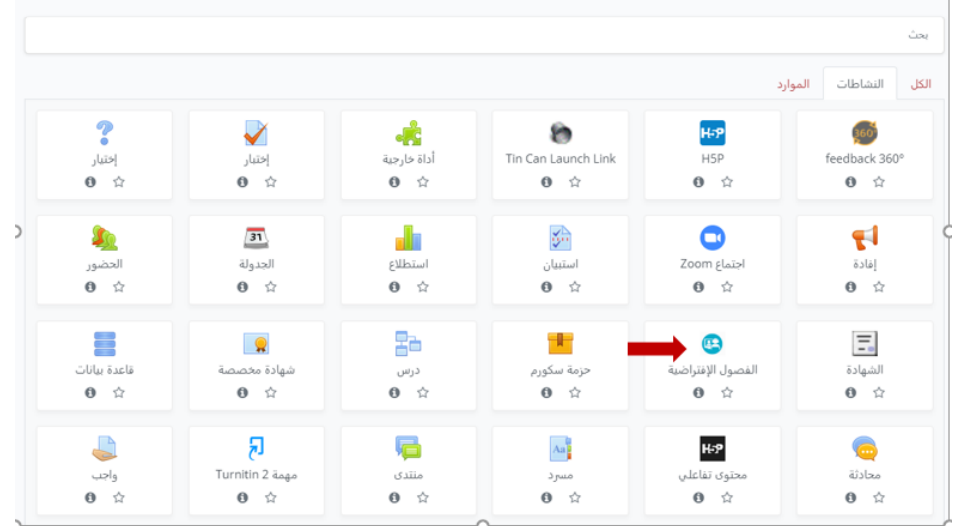 بحث
الكل النشاطات الموارد
feedback 360° H5P Tin Can Launch Link أداة خارجية إختيار إختيار
إفادة اجتماع Zoom استبيان استطلاع الجدولة الحضور
الشهادة الفصول الإفتراضية حزمة سكورم درس شهادة مخصصة قاعدة بيانات
محادثة محتوى تفاعلي مسرد منتدى مهمة Turnitin 2 واجب